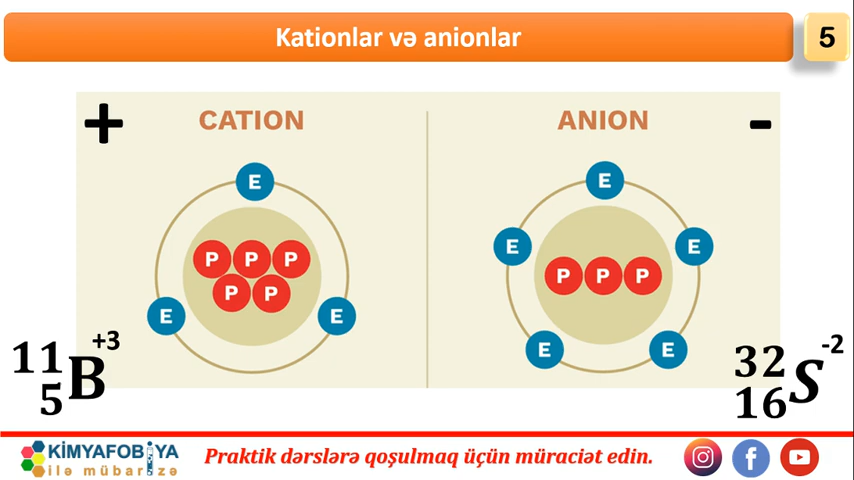 Kationlar və anionlar
5
+ CATION
ANION -
E
P P P
P P
E E
E
E E
P P P
E E
11 5 B +3
32 16 S -2
KİMYAFOBİYA
ilə mübarizə
Praktik dərslərə qoşulmaq üçün müraciət edin.